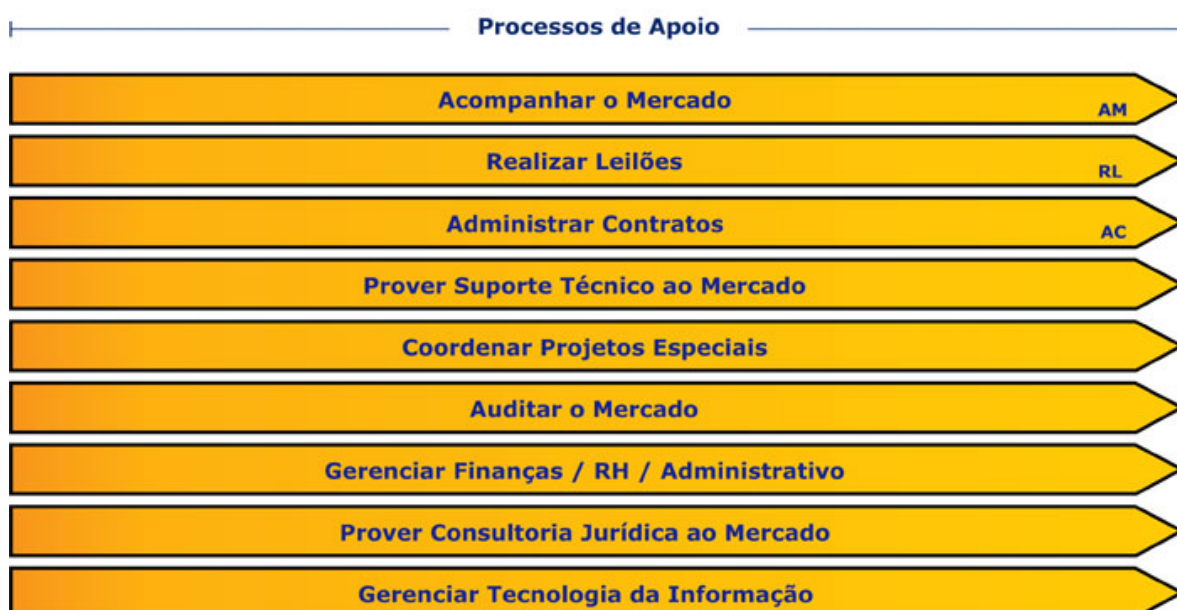 Processos de Apoio
Acompanhar o Mercado
AM
Realizar Leilões
RL
Administrar Contratos
AC
Prover Suporte Técnico ao Mercado
Coordenar Projetos Especiais
Auditar o Mercado
Gerenciar Finanças / RH / Administrativo
Prover Consultoria Jurídica ao Mercado
Gerenciar Tecnologia da Informação